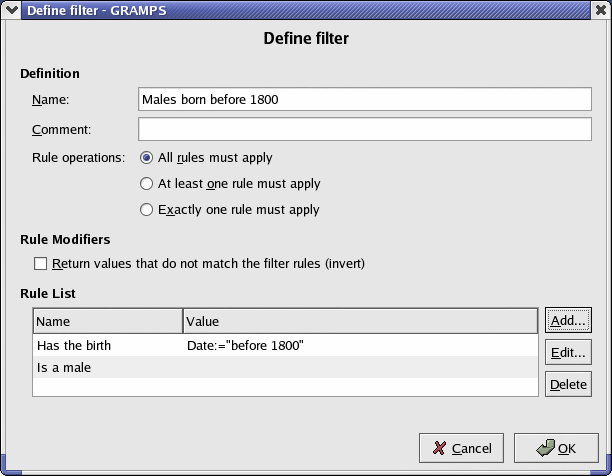 Define filter - GRAMPS
Define filter
Definition
Name: Males born before 1800
Comment:
Rule operations: All rules must apply
At least one rule must apply
Exactly one rule must apply
Rule Modifiers
Return values that do not match the filter rules (invert)
Rule List
Name Value Add...
Has the birth Date:="before 1800" Edit...
Is a male Delete
Cancel OK